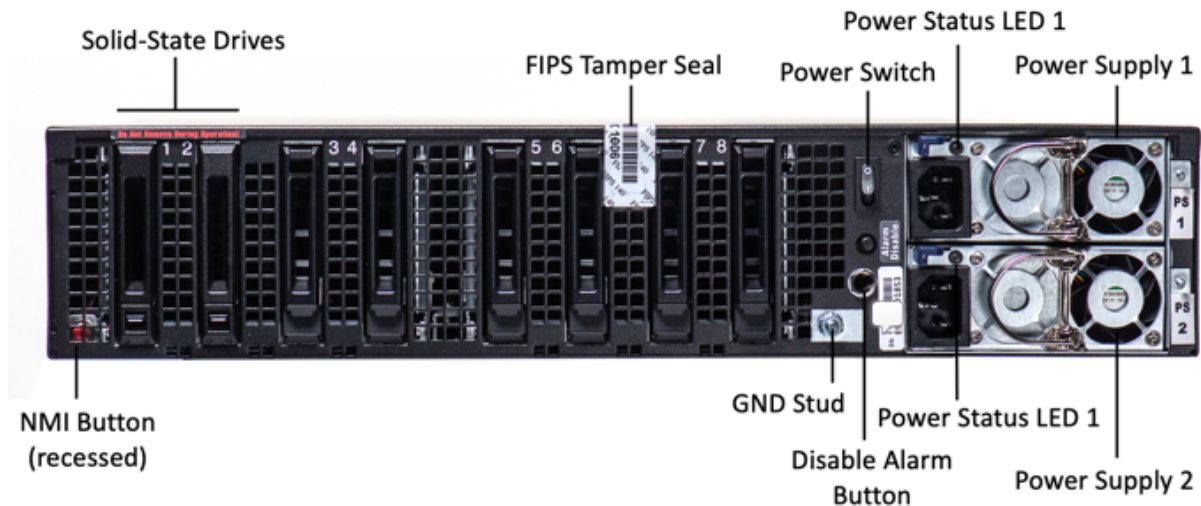 Power Status LED 1
Solid-State Drives
FIPS Tamper Seal
Power Switch
Power Supply 1
Do Not Remove During Operation!
1 2
3 4
5 6
7 8
Alarm
Disable
PS
1
PS
2
GND Stud
Power Status LED 1
NMI Button
(recessed)
Disable Alarm
Button
Power Supply 2